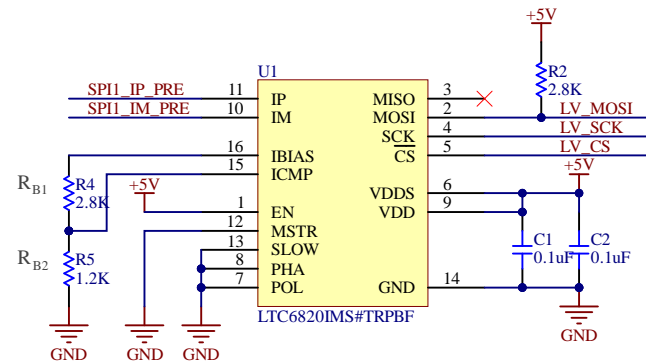 +5V
U1
SPI1_IP_PRE 11 IP MISO 3 R2 2.8K
SPI1_IM_PRE 10 IM MOSI 2 LV_MOSI
SCK 4 LV_SCK
16 IBIAS CS 5 LV_CS
15 ICMP +5V
RB1 R4 2.8K +5V
VDDS 6
1 EN VDD 9
12 MSTR
RB2 R5 1.2K 13 SLOW C1 0.1uF C2 0.1uF
8 PHA
7 POL GND 14
LTC6820IMS#TRPBF
GND GND GND GND